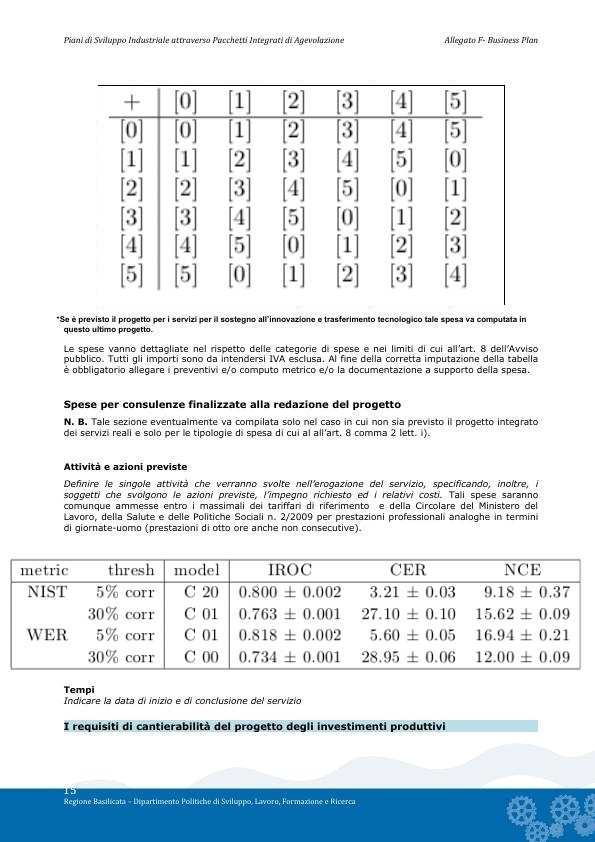 Piani di Sviluppo Industriale attraverso Pacchetti Integrati di Agevolazione Allegato F- Business Plan
+ [0] [1] [2] [3] [4] [5]
[0] [0] [1] [2] [3] [4] [5]
[1] [1] [2] [3] [4] [5] [0]
[2] [2] [3] [4] [5] [0] [1]
[3] [3] [4] [5] [0] [1] [2]
[4] [4] [5] [0] [1] [2] [3]
[5] [5] [0] [1] [2] [3] [4]
*Se è previsto il progetto per i servizi per il sostegno all'innovazione e trasferimento tecnologico tale spesa va computata in
questo ultimo progetto.
Le spese vanno dettagliate nel rispetto delle categorie di spese e nei limiti di cui all'art. 8 dell'Avviso
pubblico. Tutti gli importi sono da intendersi IVA esclusa. Al fine della corretta imputazione della tabella
è obbligatorio allegare i preventivi e/o computo metrico e/o la documentazione a supporto della spesa.
Spese per consulenze finalizzate alla redazione del progetto
N. B. Tale sezione eventualmente va compilata solo nel caso in cui non sia previsto il progetto integrato
dei servizi reali e solo per le tipologie di spesa di cui al all'art. 8 comma 2 lett. i).
Attività e azioni previste
Definire le singole attività che verranno svolte nell'erogazione del servizio, specificando, inoltre, i
soggetti che svolgono le azioni previste, l'impegno richiesto ed i relativi costi. Tali spese saranno
comunque ammesse entro i massimali dei tariffari di riferimento e della Circolare del Ministero del
Lavoro, della Salute e delle Politiche Sociali n. 2/2009 per prestazioni professionali analoghe in termini
di giornate-uomo (prestazioni di otto ore anche non consecutive).
metric thresh model IROC CER NCE
NIST 5% corr C 20 0.800 ± 0.002 3.21 ± 0.03 9.18 ± 0.37
30% corr C 01 0.763 ± 0.001 27.10 ± 0.10 15.62 ± 0.09
WER 5% corr C 01 0.818 ± 0.002 5.60 ± 0.05 16.94 ± 0.21
30% corr C 00 0.734 ± 0.001 28.95 ± 0.06 12.00 ± 0.09
Tempi
Indicare la data di inizio e di conclusione del servizio
I requisiti di cantierabilità del progetto degli investimenti produttivi
15
Regione Basilicata – Dipartimento Politiche di Sviluppo, Lavoro, Formazione e Ricerca